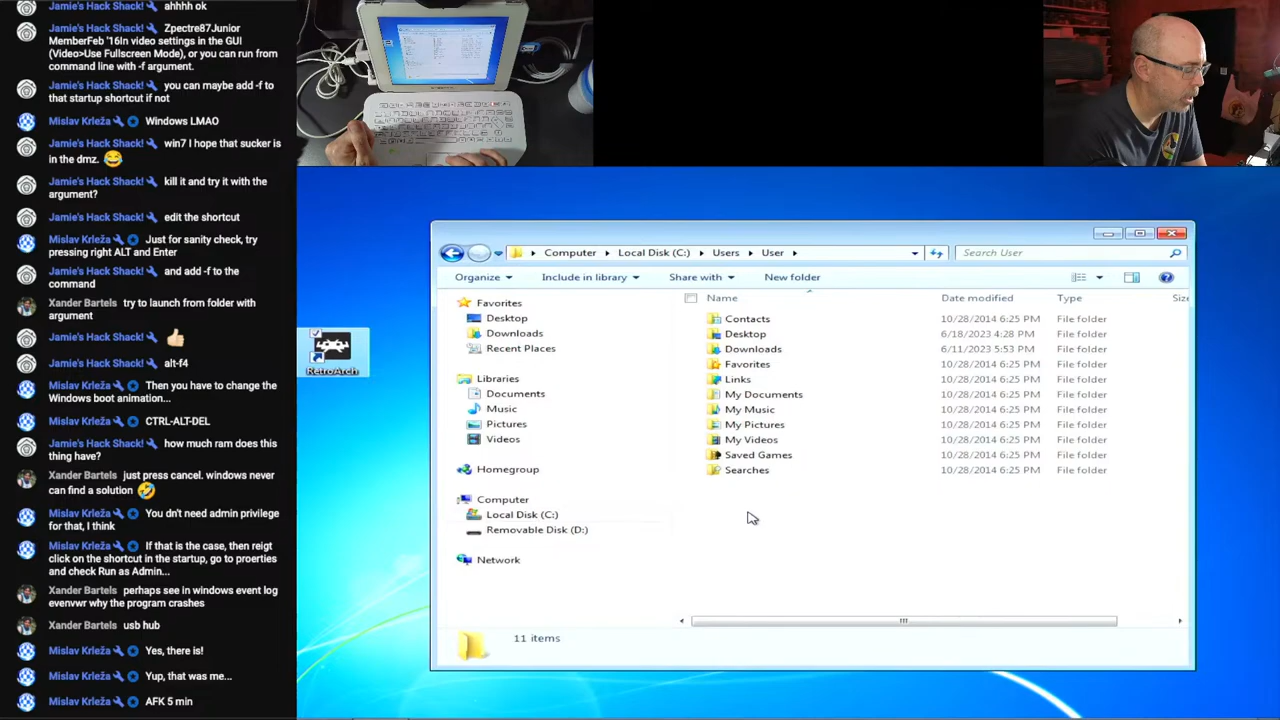 Jamie's Hack Shack! ahhhh ok
Jamie's Hack Shack! Zpectre87Junior
MemberFeb '16In video settings in the GUI!
(Video>Use Fullscreen Mode), or you can run from
command line with -f argument.
Jamie's Hack Shack! you can maybe add -f to
that startup shortcut if not
Mislav Krleža Windows LMAO
Jamie's Hack Shack! win7 I hope that sucker is
in the dmz. 😂
Jamie's Hack Shack! kill it and try it with the
argument?
Jamie's Hack Shack! edit the shortcut
Mislav Krleža Just for sanity check, try
pressing right ALT and Enter
Jamie's Hack Shack! and add -f to the
command
Xander Bartels try to launch from folder with
argument
Jamie's Hack Shack! 👍
Jamie's Hack Shack! alt-f4
Mislav Krleža Then you have to change the
Windows boot animation...
Mislav Krleža CTRL-ALT-DEL
Jamie's Hack Shack! how much ram does this
thing have?
Xander Bartels just press cancel. windows never
can find a solution 🤣
Mislav Krleža You dn't need admin privilege
for that, I think
Mislav Krleža If that is the case, then reigt
click on the shortcut in the startup, go to proerties
and check Run as Admin...
Xander Bartels perhaps see in windows event log
evenvwr why the program crashes
Xander Bartels usb hub
Mislav Krleža Yes, there is!
Mislav Krleža Yup, that was me...
Mislav Krleža AFK 5 min
RetroArch
Computer Local Disk (C:) Users User
Search User
Organize Include in library Share with New folder
Favorites
Desktop
Downloads
Recent Places
Libraries
Documents
Music
Pictures
Videos
Homegroup
Computer
Local Disk (C:)
Removable Disk (D:)
Network
Name Date modified Type Size
Contacts 10/28/2014 6:25 PM File folder
Desktop 6/18/2023 4:28 PM File folder
Downloads 6/11/2023 5:53 PM File folder
Favorites 10/28/2014 6:25 PM File folder
Links 10/28/2014 6:25 PM File folder
My Documents 10/28/2014 6:25 PM File folder
My Music 10/28/2014 6:25 PM File folder
My Pictures 10/28/2014 6:25 PM File folder
My Videos 10/28/2014 6:25 PM File folder
Saved Games 10/28/2014 6:25 PM File folder
Searches 10/28/2014 6:25 PM File folder
11 items